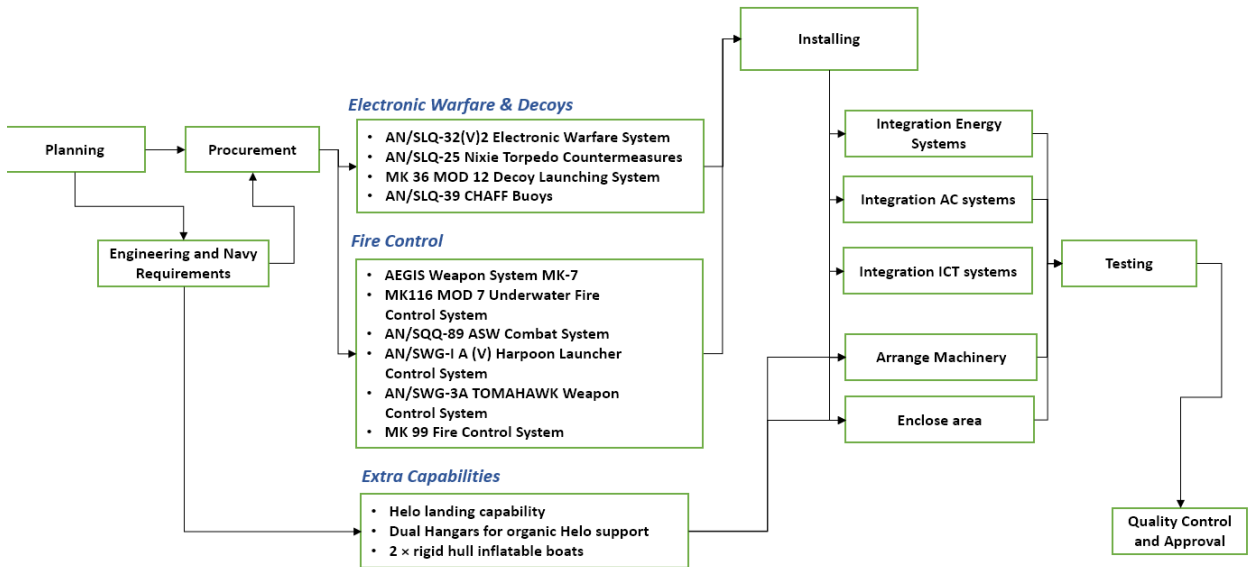 Installing
Electronic Warfare & Decoys
• AN/SLQ-32(V)2 Electronic Warfare System
• AN/SLQ-25 Nixie Torpedo Countermeasures
• MK 36 MOD 12 Decoy Launching System
• AN/SLQ-39 CHAFF Buoys
Planning
Procurement
Engineering and Navy
Requirements
Fire Control
• AEGIS Weapon System MK-7
• MK116 MOD 7 Underwater Fire
Control System
• AN/SQQ-89 ASW Combat System
• AN/SWG-I A (V) Harpoon Launcher
Control System
• AN/SWG-3A TOMAHAWK Weapon
Control System
• MK 99 Fire Control System
Extra Capabilities
• Helo landing capability
• Dual Hangars for organic Helo support
• 2 × rigid hull inflatable boats
Integration Energy
Systems
Integration AC systems
Integration ICT systems
Arrange Machinery
Enclose area
Testing
Quality Control
and Approval